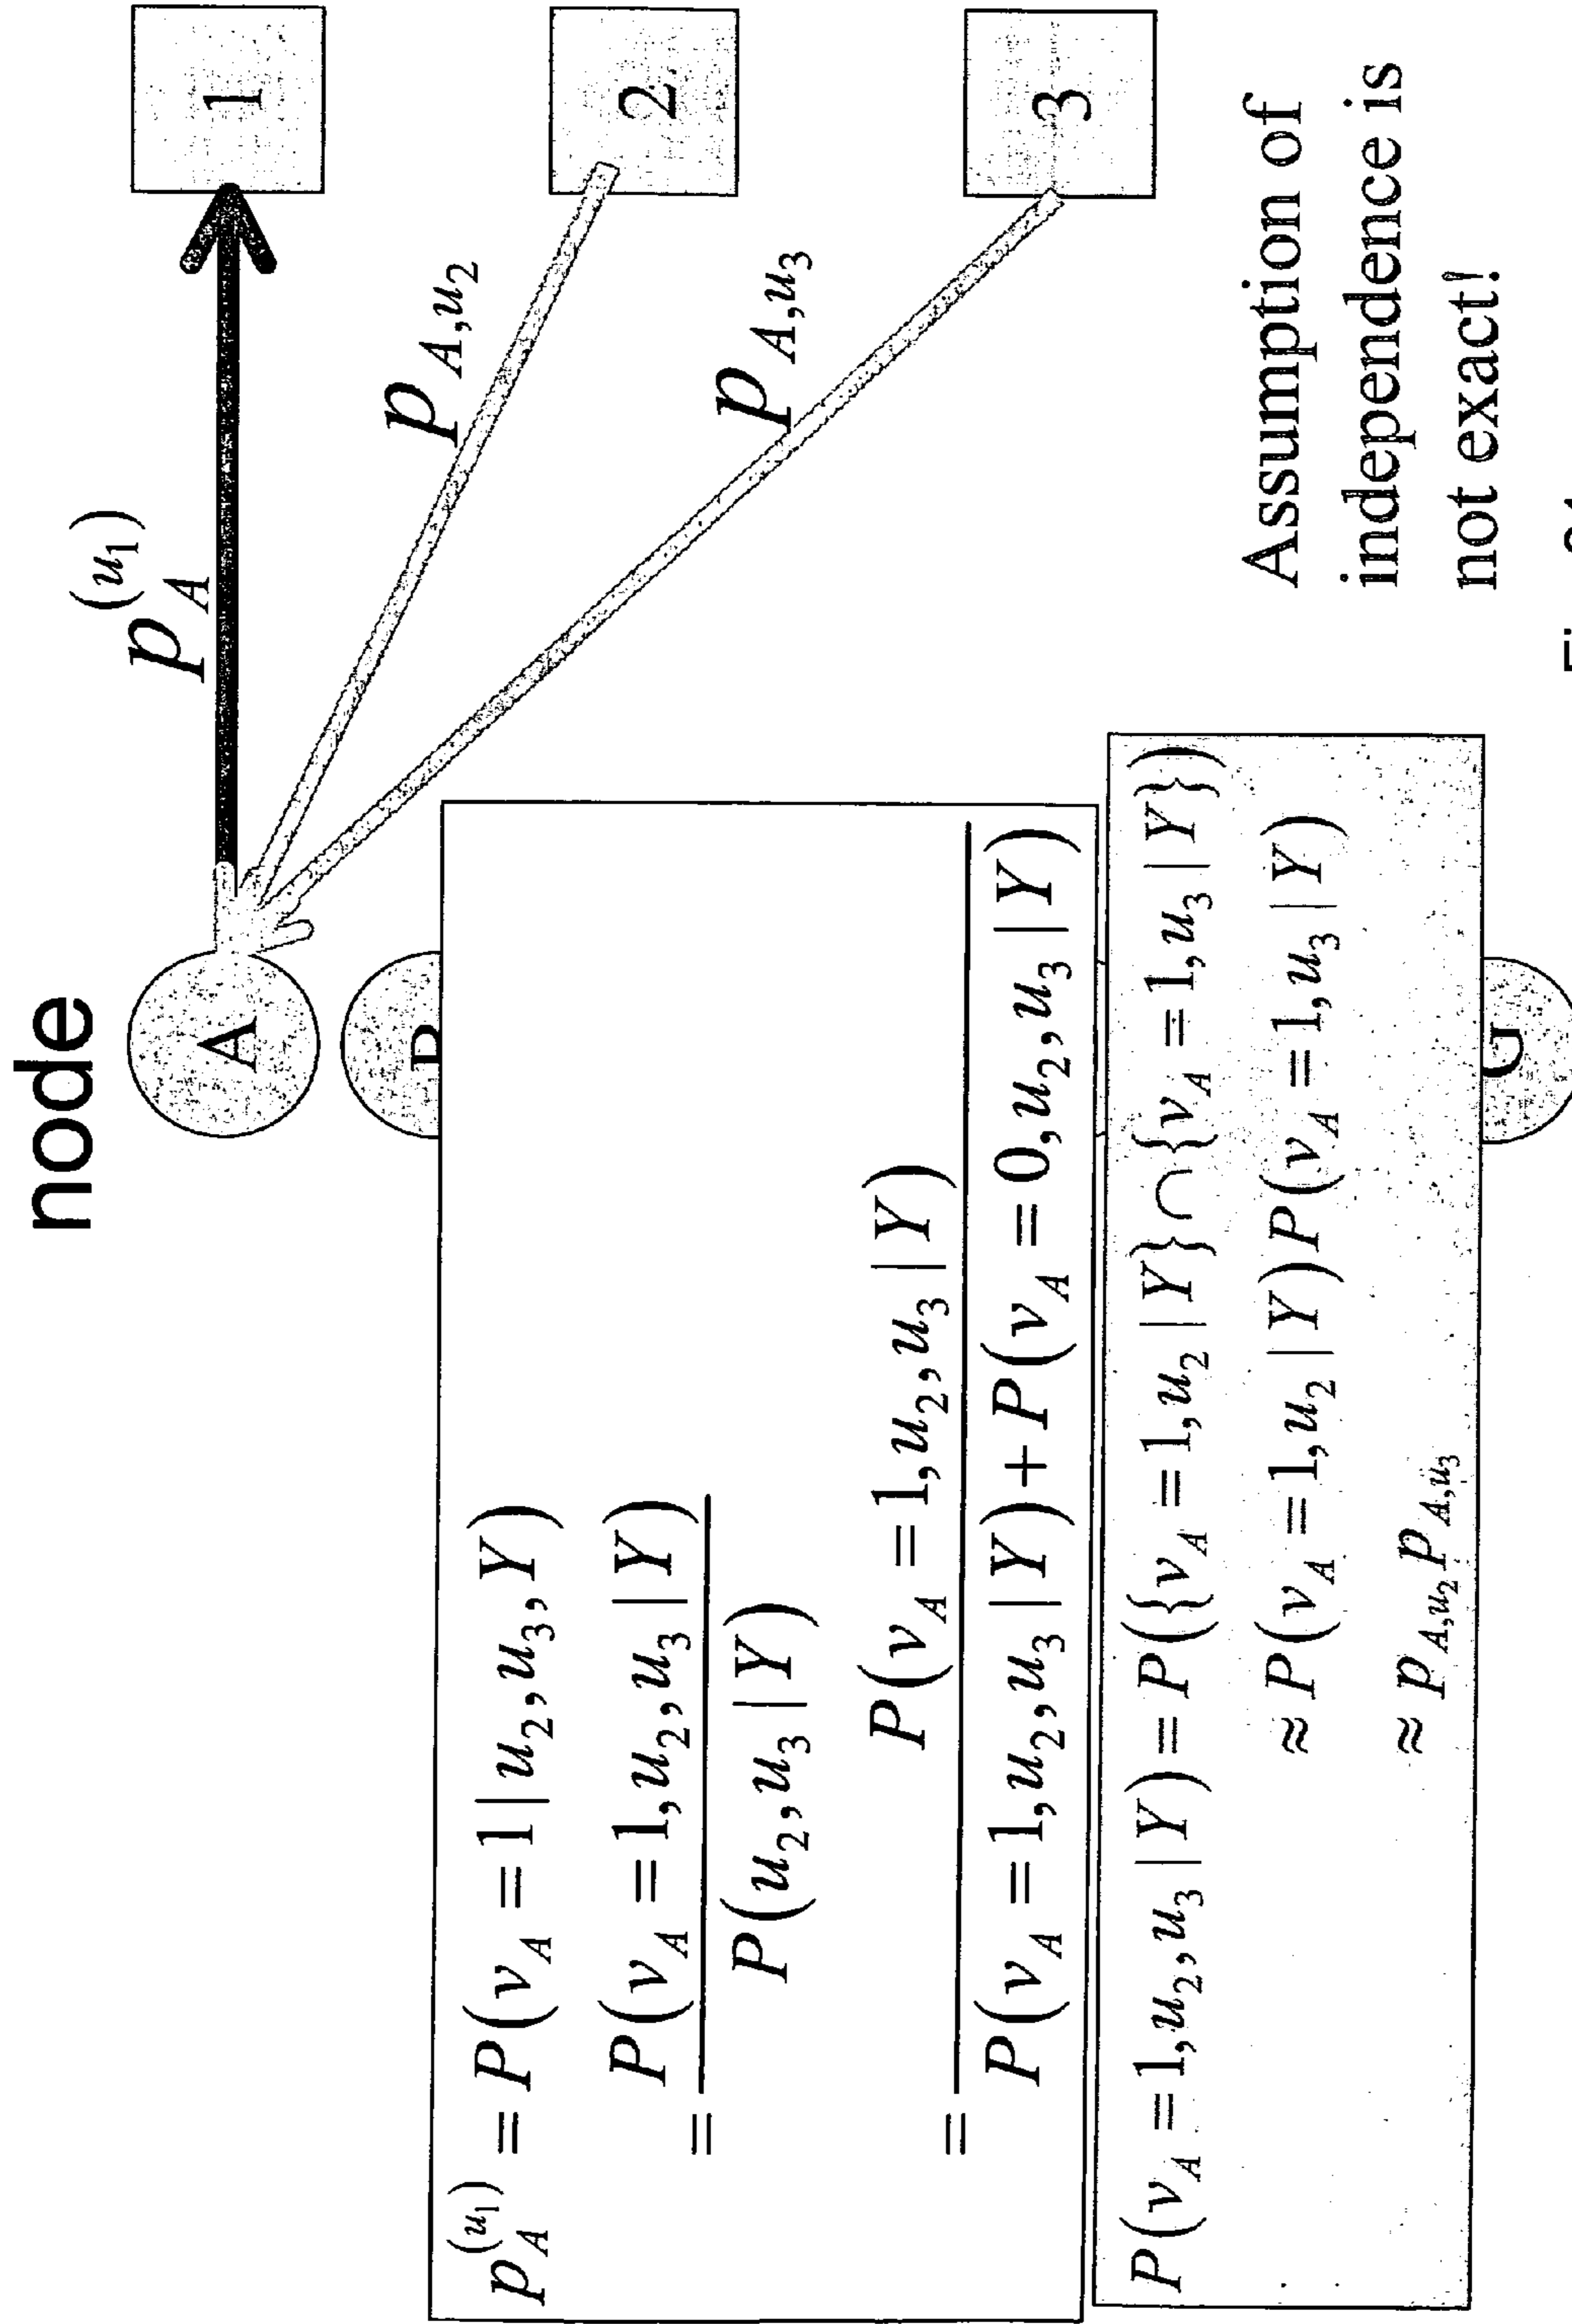 node
p_A^{(u_1)}
A
1
p_{A,u_2}
2
p_{A,u_3}
3
p_A^{(u_1)} = P(v_A = 1 | u_2, u_3, Y)
= P(v_A = 1, u_2, u_3 | Y)
P(u_2, u_3 | Y)
P(v_A = 1, u_2, u_3 | Y)
= P(v_A = 1, u_2, u_3 | Y) + P(v_A = 0, u_2, u_3 | Y)
P(v_A = 1, u_2, u_3 | Y) = P({v_A = 1, u_2 | Y} ∩ {v_A = 1, u_3 | Y})
≈ P(v_A = 1, u_2 | Y) P(v_A = 1, u_3 | Y)
≈ p_{A,u_2} p_{A,u_3}
G
Assumption of
independence is
not exact!